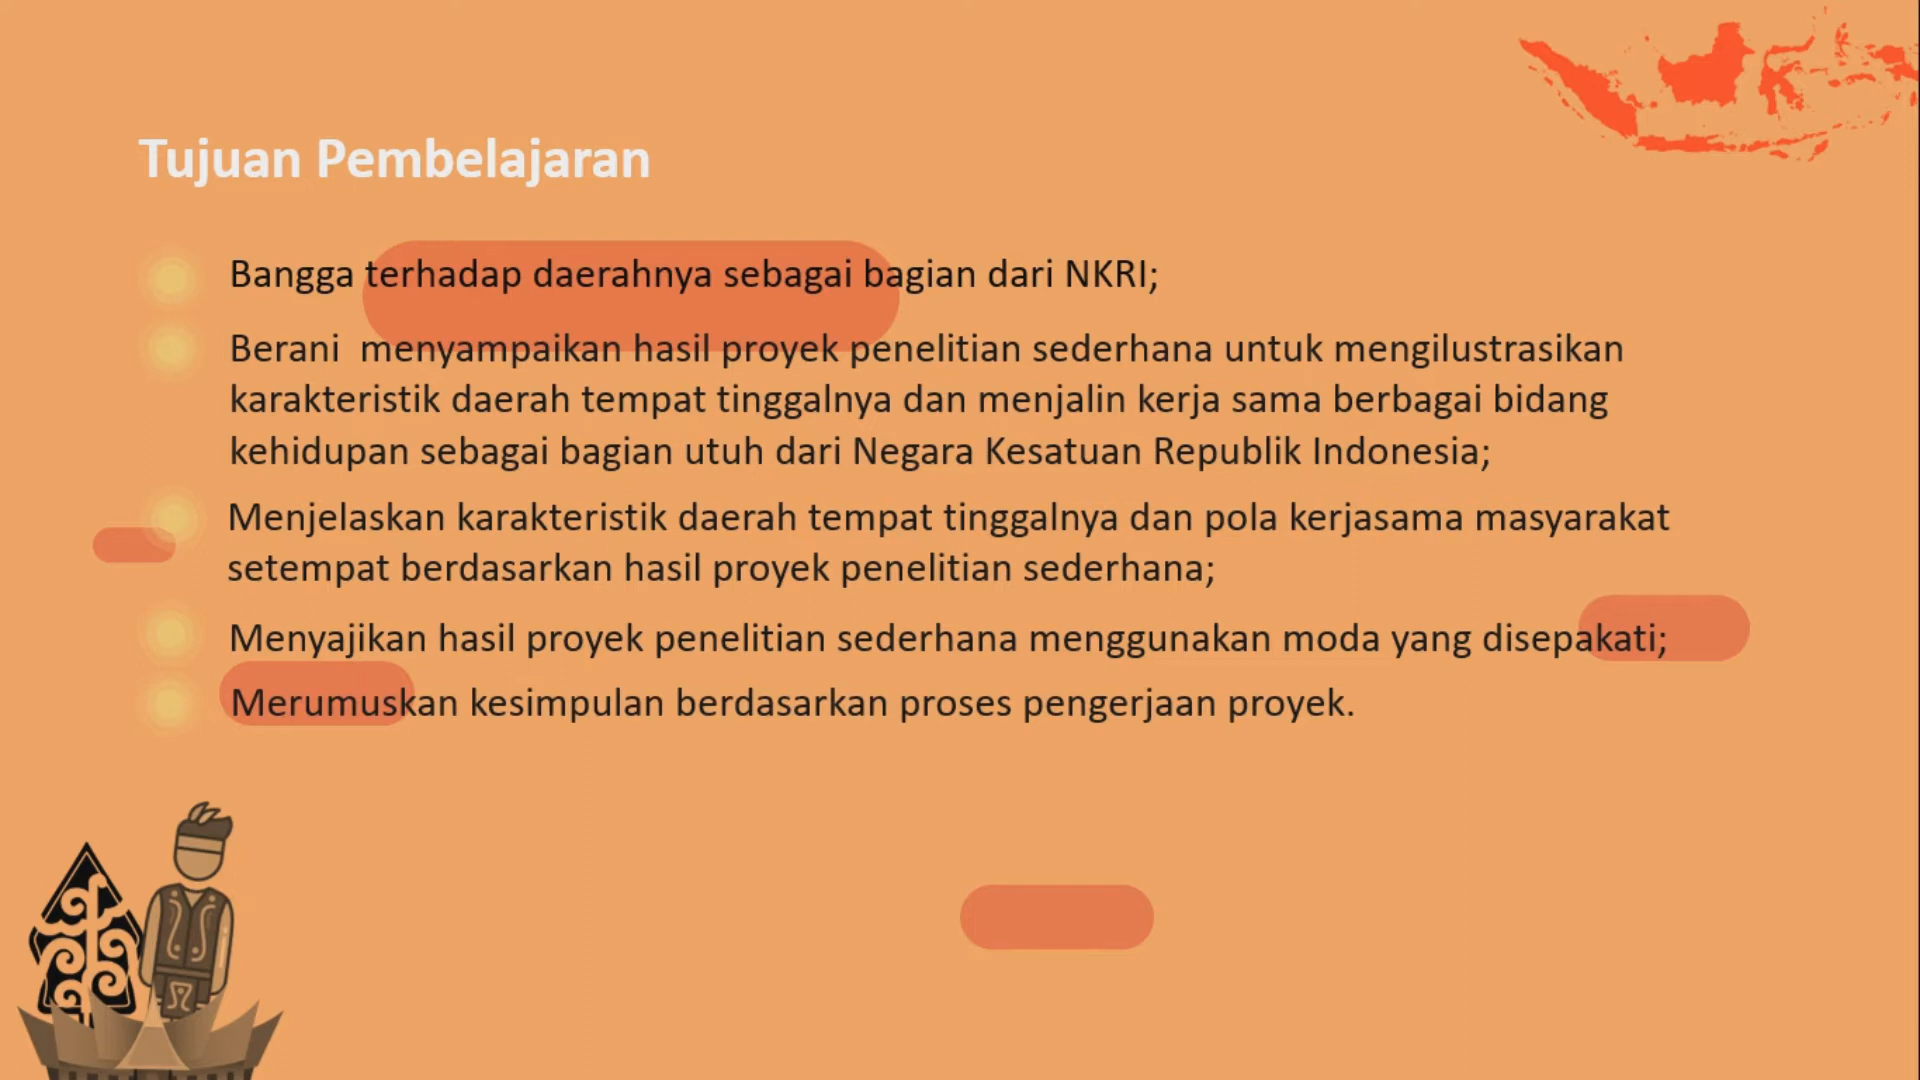 Tujuan Pembelajaran
Bangga terhadap daerahnya sebagai bagian dari NKRI;
Berani  menyampaikan hasil proyek penelitian sederhana untuk mengilustrasikan
karakteristik daerah tempat tinggalnya dan menjalin kerja sama berbagai bidang
kehidupan sebagai bagian utuh dari Negara Kesatuan Republik Indonesia;
Menjelaskan karakteristik daerah tempat tinggalnya dan pola kerjasama masyarakat
setempat berdasarkan hasil proyek penelitian sederhana;
Menyajikan hasil proyek penelitian sederhana menggunakan moda yang disepakati;
Merumuskan kesimpulan berdasarkan proses pengerjaan proyek.